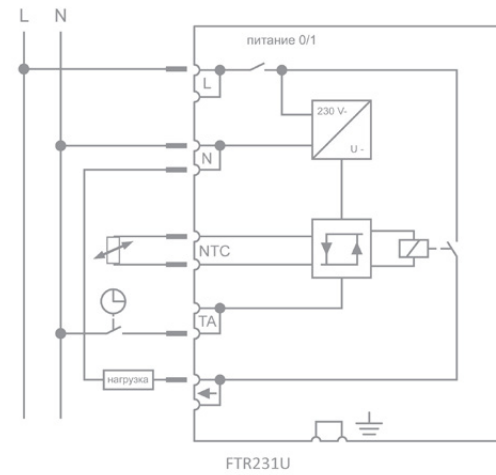 L N
питание 0/1
L
230 V-
U -
N
NTC
TA
нагрузка
FTR231U